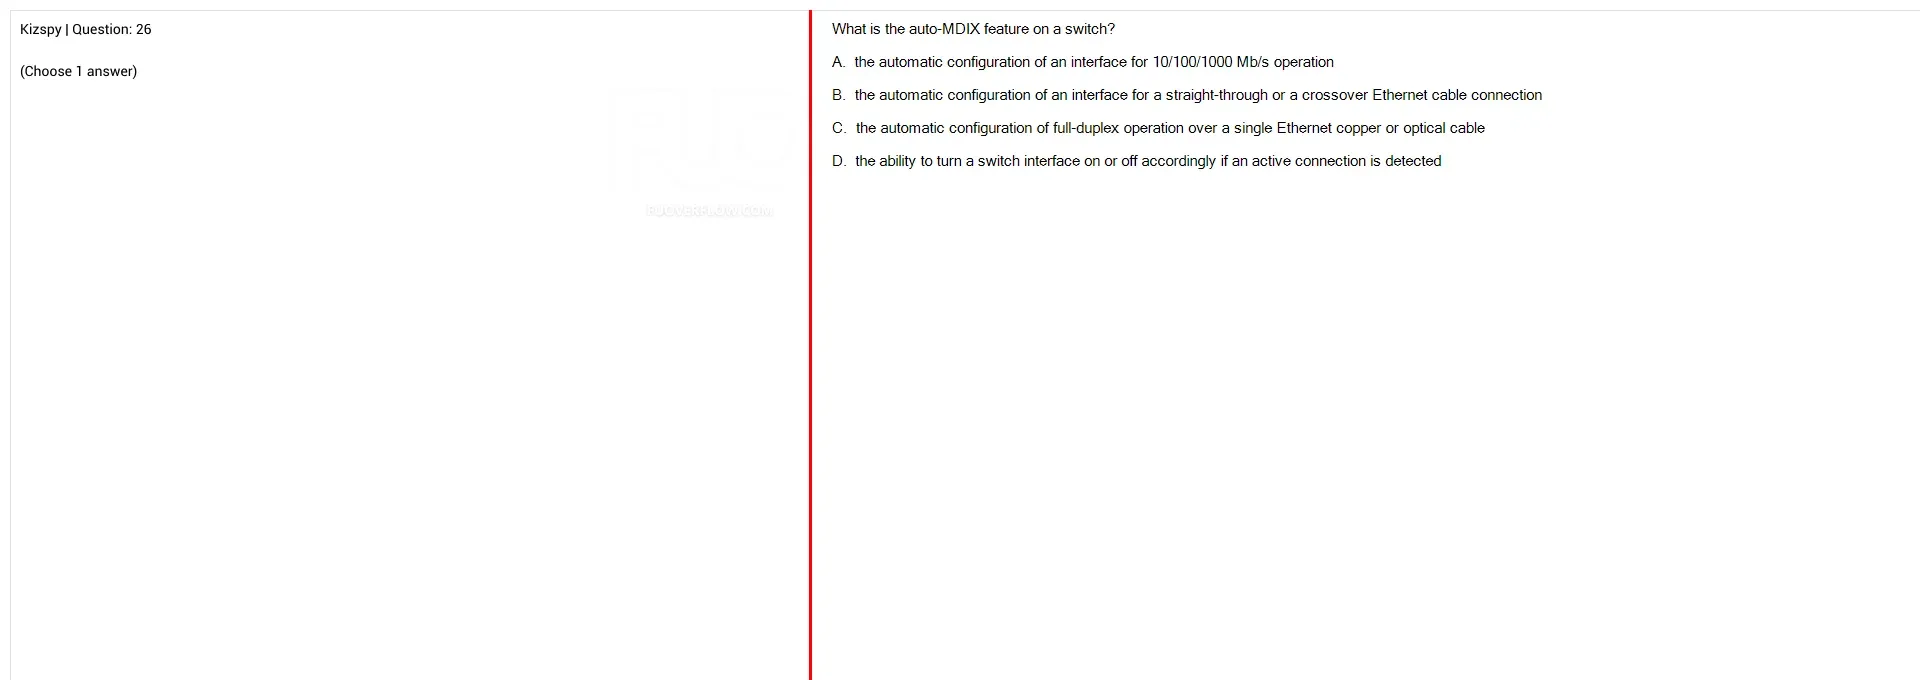 Kizspy | Question: 26
(Choose 1 answer)
FUOVERFLOW.COM
What is the auto-MDIX feature on a switch?
A. the automatic configuration of an interface for 10/100/1000 Mb/s operation
B. the automatic configuration of an interface for a straight-through or a crossover Ethernet cable connection
C. the automatic configuration of full-duplex operation over a single Ethernet copper or optical cable
D. the ability to turn a switch interface on or off accordingly if an active connection is detected